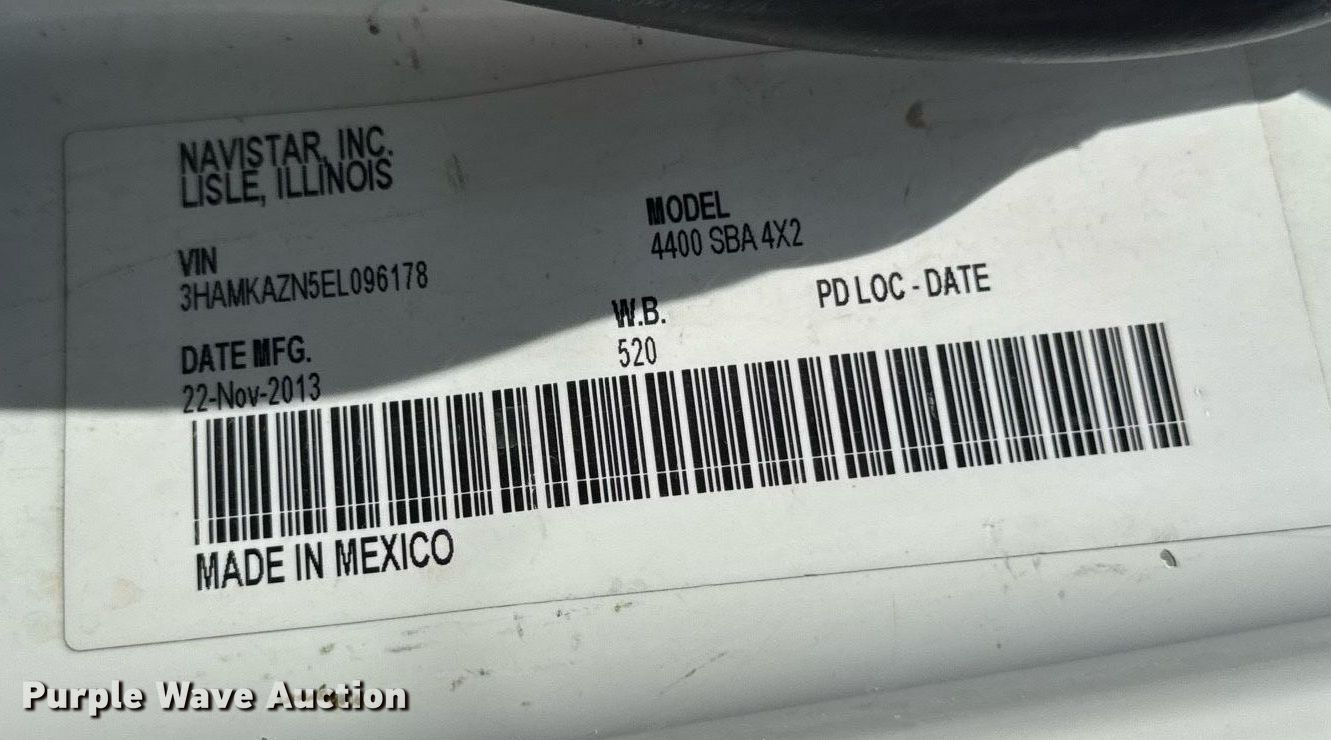 NAVISTAR, INC.
LISLE, ILLINOIS
VIN
3HAMKAZN5EL096178
MODEL
4400 SBA 4X2
DATE MFG.
22-Nov-2013
W.B.
520
PD LOC - DATE
MADE IN MEXICO
Purple Wave Auction